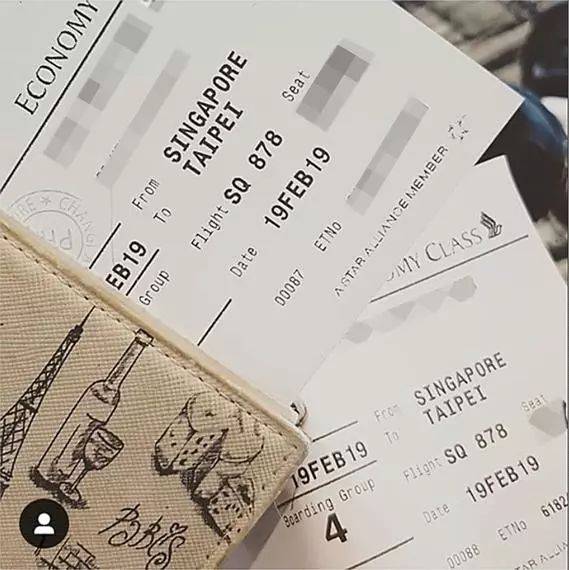 ECONOMY
From SINGAPORE
To TAIPEI
Seat
Flight SQ 878
Date 19FEB19
ETNo
00087
A STAR ALLIANCE MEMBER
CHANGI
EB19
Group
OMY CLASS
From SINGAPORE
To TAIPEI
Flight SQ 878
Seat
Date 19FEB19
ETNo 6182
00088
19FEB19
Boarding Group
4